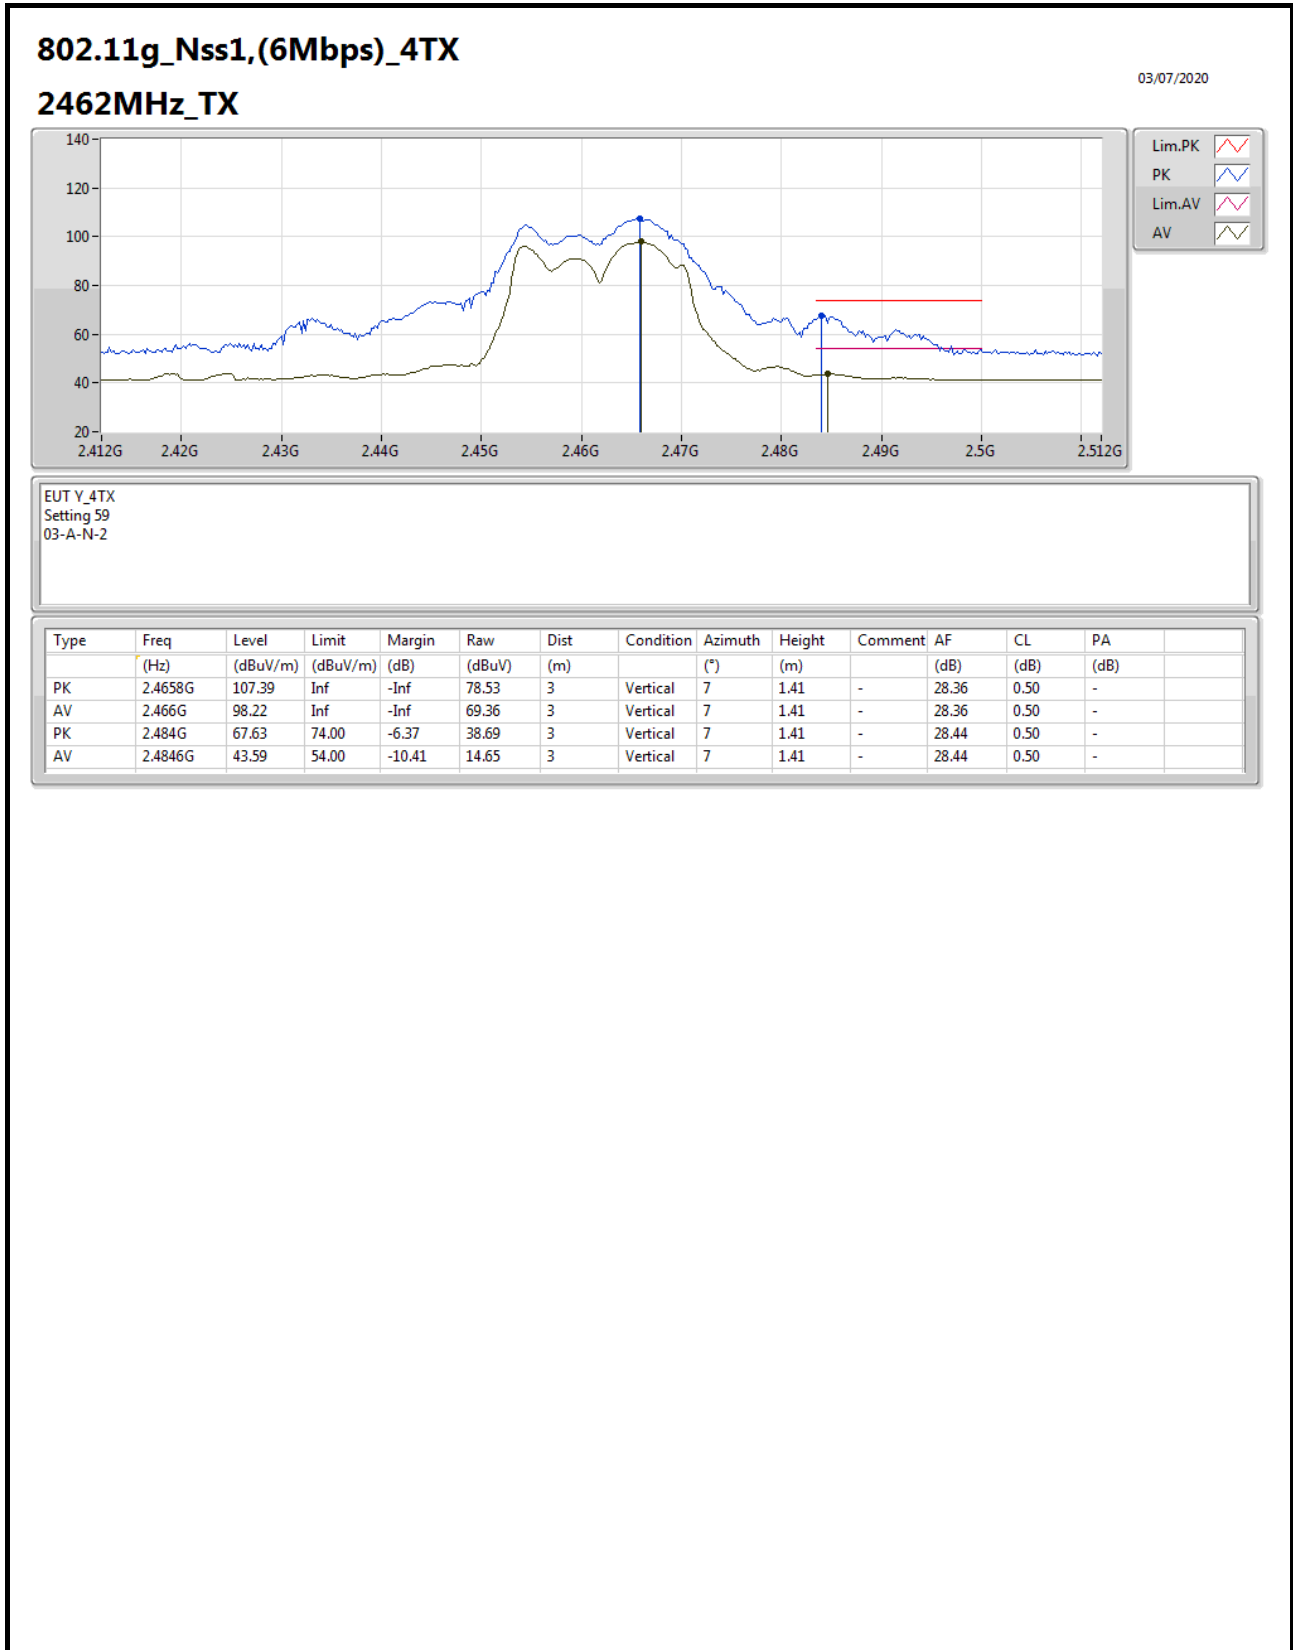 802.11g_Nss1,(6Mbps)_4TX
03/07/2020
2462MHz_TX
140
120
100
80
60
40
20
2.412G 2.42G 2.43G 2.44G 2.45G 2.46G 2.47G 2.48G 2.49G 2.5G 2.512G
Lim.PK
PK
Lim.AV
AV
EUT Y_4TX
Setting 59
03-A-N-2
Type Freq Level Limit Margin Raw Dist Condition Azimuth Height Comment AF CL PA
(Hz) (dBuV/m) (dBuV/m) (dB) (dBuV) (m) (°) (m) (dB) (dB) (dB)
PK 2.4658G 107.39 Inf -Inf 78.53 3 Vertical 7 1.41 - 28.36 0.50 -
AV 2.466G 98.22 Inf -Inf 69.36 3 Vertical 7 1.41 - 28.36 0.50 -
PK 2.484G 67.63 74.00 -6.37 38.69 3 Vertical 7 1.41 - 28.44 0.50 -
AV 2.4846G 43.59 54.00 -10.41 14.65 3 Vertical 7 1.41 - 28.44 0.50 -